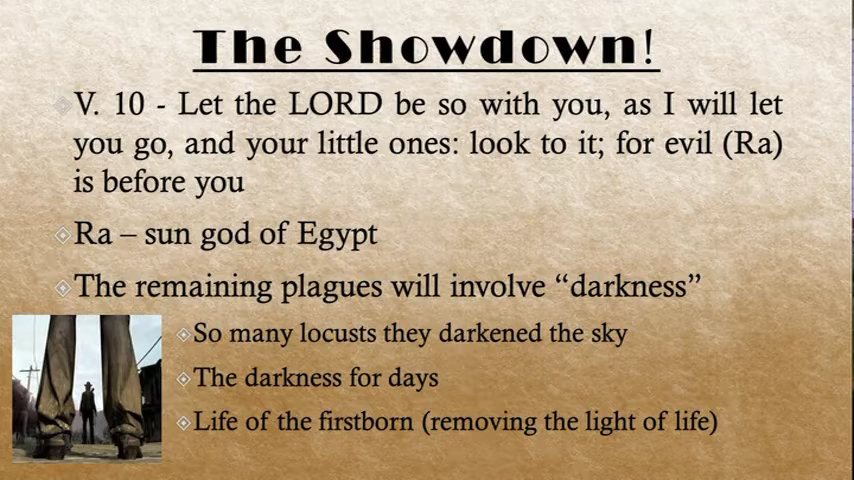 The Showdown!
V. 10 - Let the LORD be so with you, as I will let
you go, and your little ones: look to it; for evil (Ra)
is before you
Ra – sun god of Egypt
The remaining plagues will involve “darkness”
So many locusts they darkened the sky
The darkness for days
Life of the firstborn (removing the light of life)